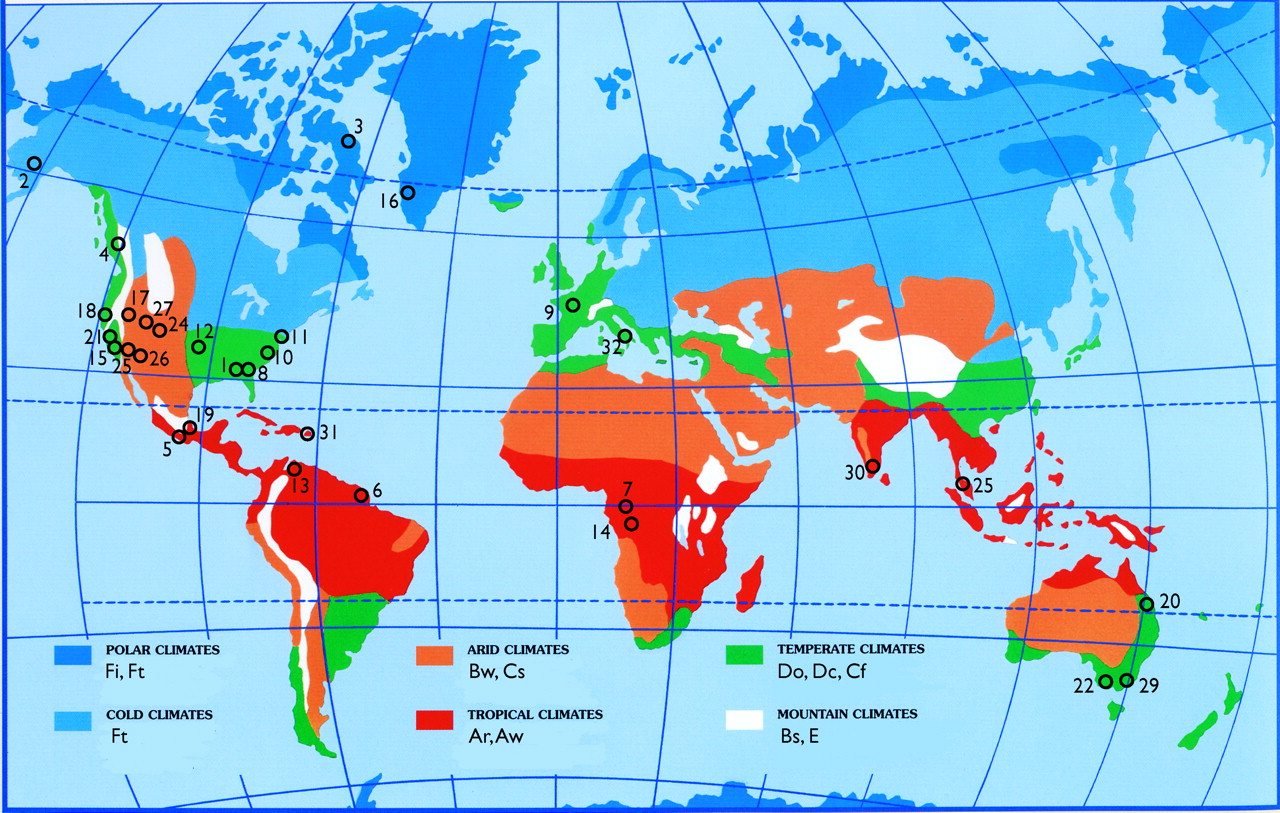 3
2
16
4
17
27
18
24
9
12
11
21
32
15
25
26
10
1
8
19
31
5
30
13
25
6
7
14
20
22
29
POLAR CLIMATES
Fi, Ft
ARID CLIMATES
Bw, Cs
TEMPERATE CLIMATES
Do, Dc, Cf
COLD CLIMATES
Ft
TROPICAL CLIMATES
Ar, Aw
MOUNTAIN CLIMATES
Bs, E